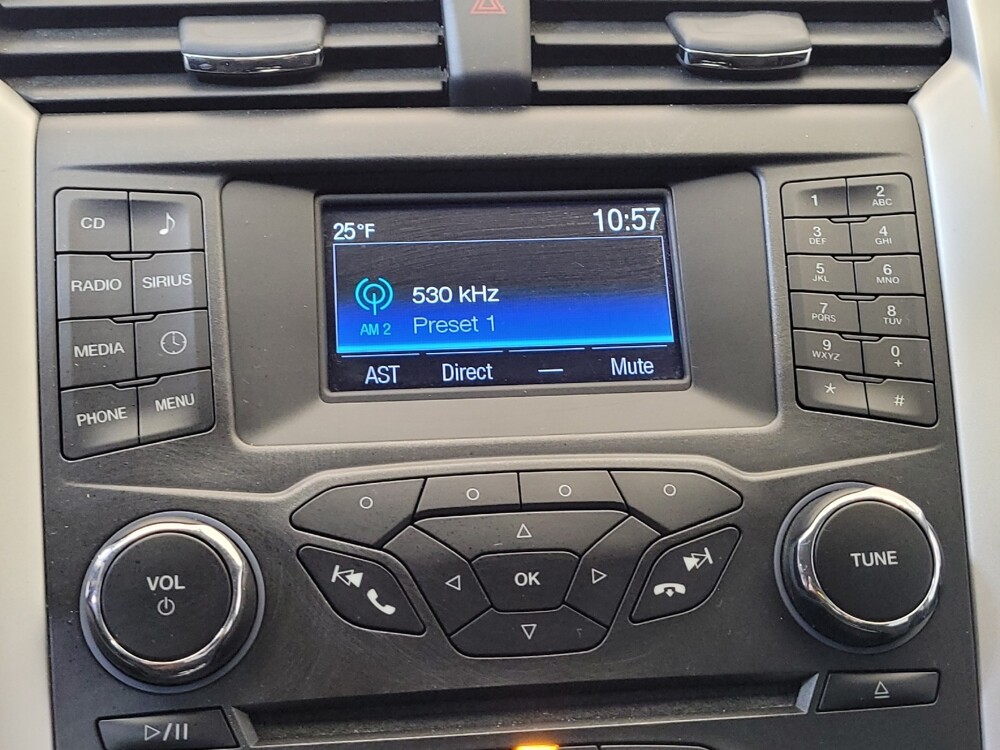 25°F
10:57
530 kHz
AM 2
Preset 1
AST
Direct
Mute
CD
RADIO
SIRIUS
MEDIA
PHONE
MENU
1
2
ABC
3
DEF
4
GHI
5
JKL
6
MNO
7
PQRS
8
TUV
9
WXYZ
0
+
*
#
VOL
OK
TUNE